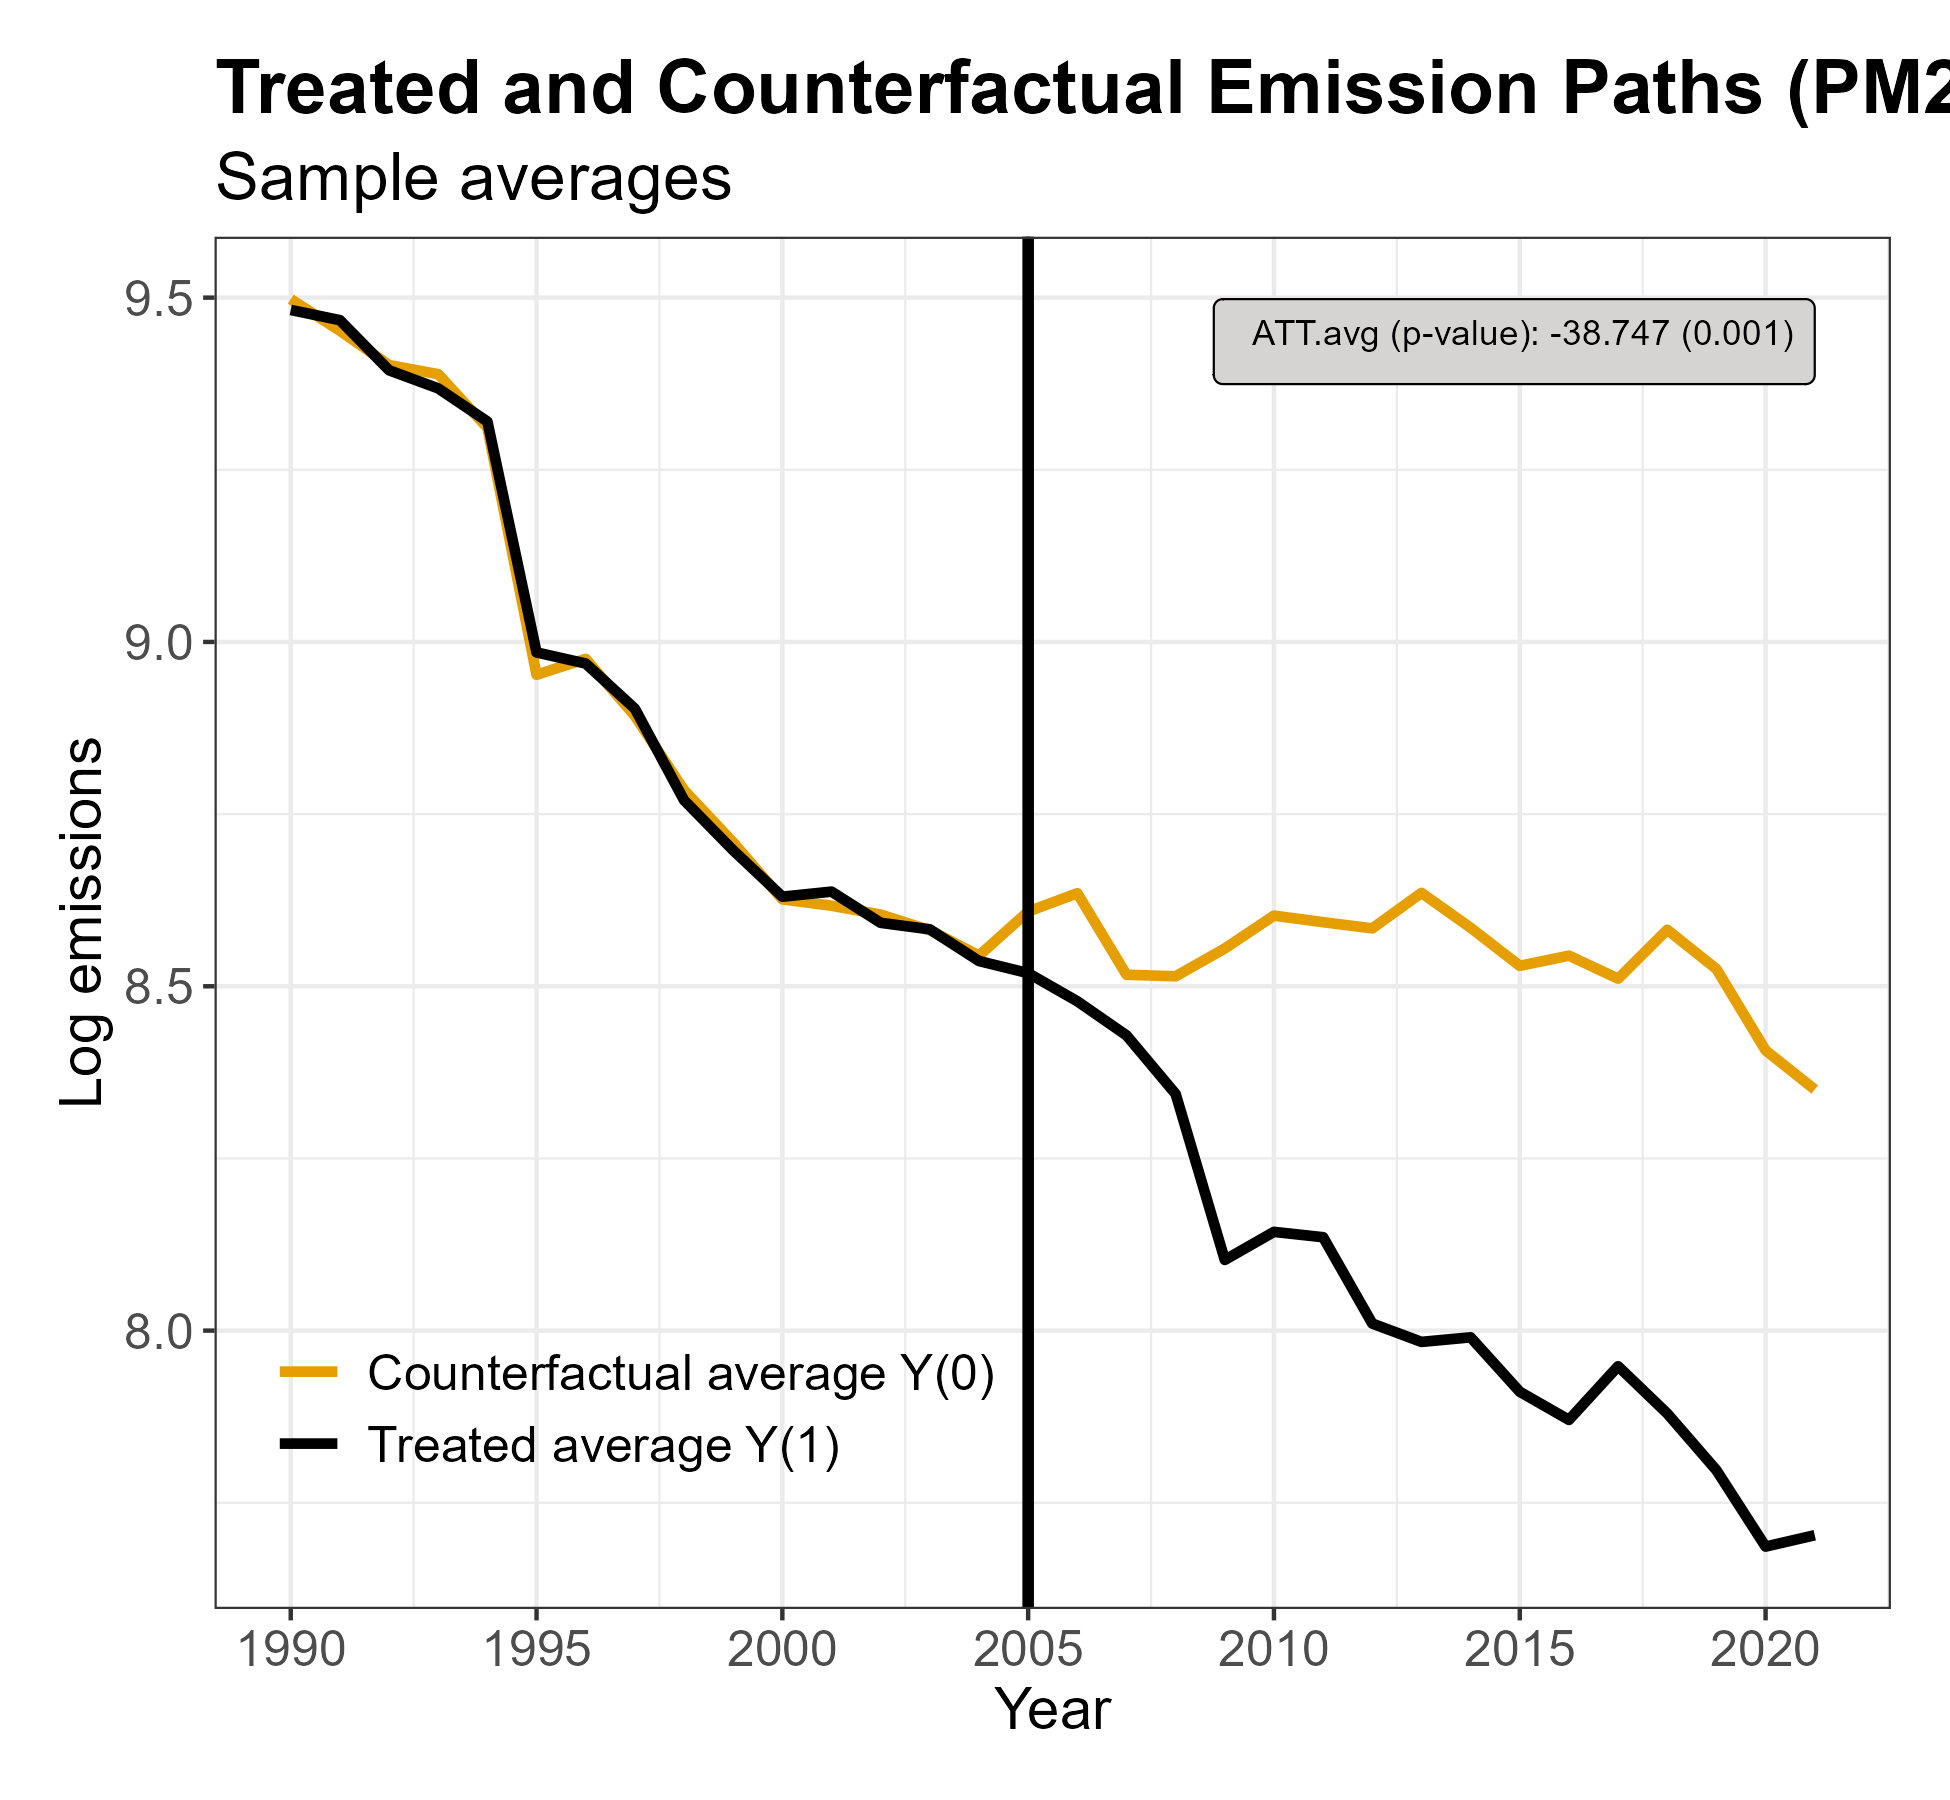 Treated and Counterfactual Emission Paths (PM2
Sample averages
9.5
ATT.avg (p-value): -38.747 (0.001)
9.0
Log emissions
8.5
8.0
Counterfactual average Y(0)
Treated average Y(1)
1990 1995 2000 2005 2010 2015 2020
Year